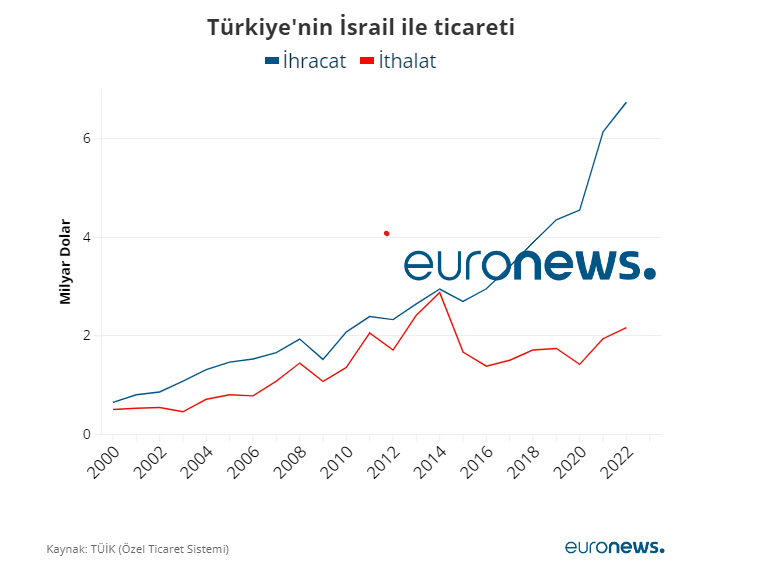 Türkiye'nin İsrail ile ticareti
İhracat İthalat
6
4
2
0
Milyar Dolar
euronews.
2000 2002 2004 2006 2008 2010 2012 2014 2016 2018 2020 2022
Kaynak: TÜİK (Özel Ticaret Sistemi)
euronews.